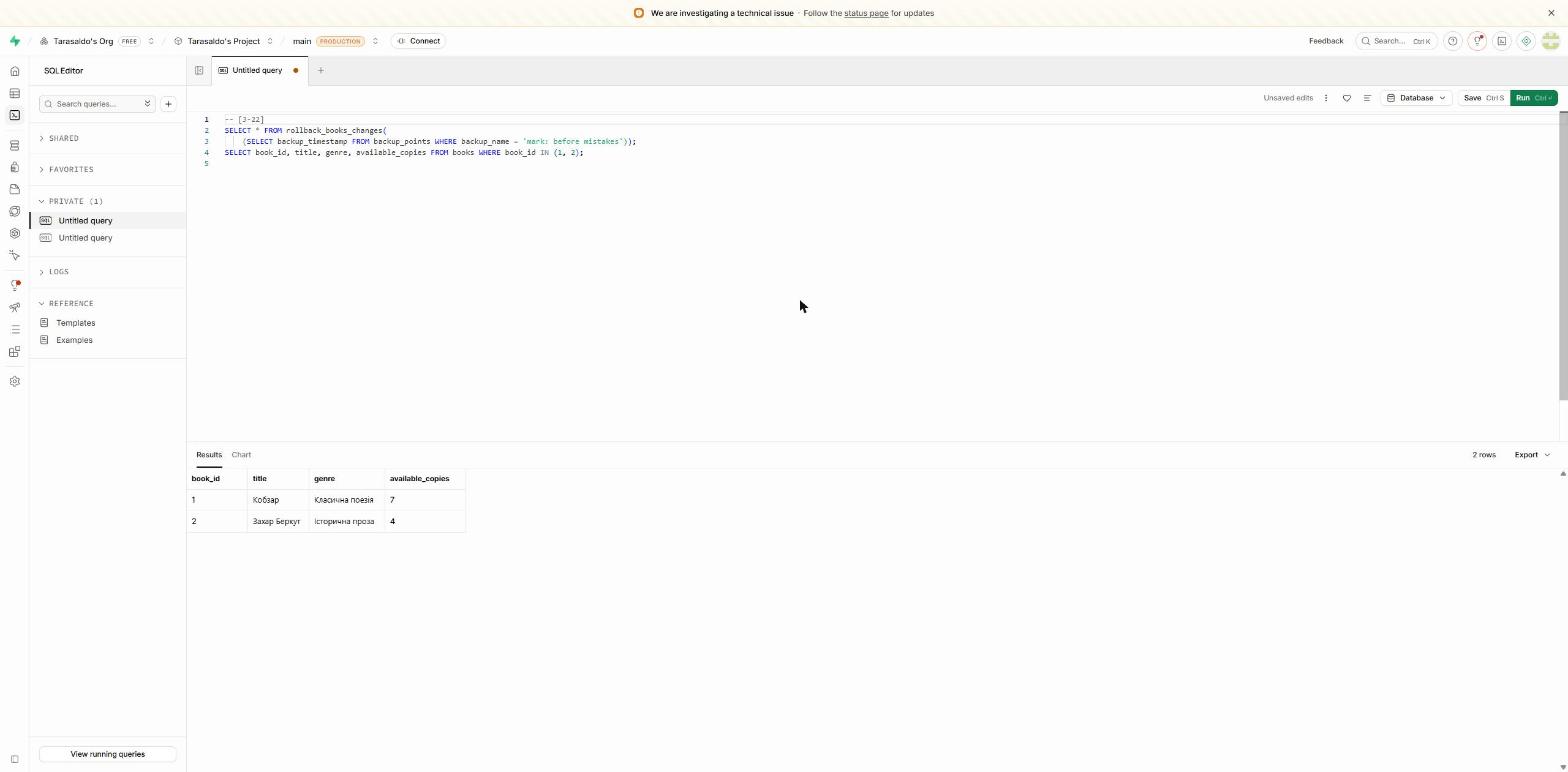 We are investigating a technical issue · Follow the status page for updates
Tarasaldo's Org FREE / Tarasaldo's Project / main PRODUCTION Connect
Feedback Search... Ctrl K
SQLEditor
Untitled query
Search queries...
Unsaved edits Database Save Ctrl S Run Ctrl ↵
SHARED
FAVORITES
PRIVATE (1)
SQL Untitled query
SQL Untitled query
LOGS
REFERENCE
Templates
Examples
View running queries
1 -- [3-22]
2 SELECT * FROM rollback_books_changes(
3 (SELECT backup_timestamp FROM backup_points WHERE backup_name = 'mark: before mistakes'));
4 SELECT book_id, title, genre, available_copies FROM books WHERE book_id IN (1, 2);
5
Results Chart 2 rows Export
book_id title genre available_copies
1 Кобзар Класична поезія 7
2 Захар Беркут Історична проза 4